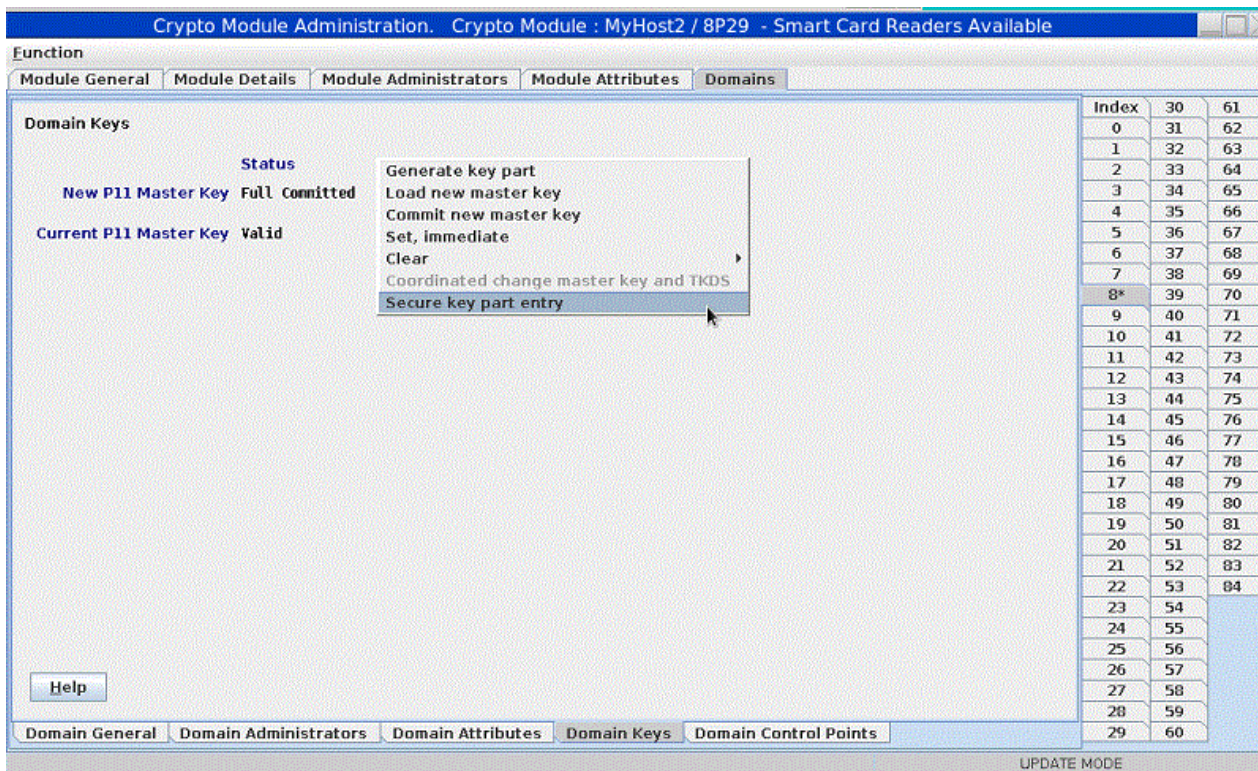 Crypto Module Administration. Crypto Module : MyHost2 / 8P29 - Smart Card Readers Available
Function
Module General Module Details Module Administrators Module Attributes Domains
Domain Keys
Status
New P11 Master Key Full Committed
Current P11 Master Key Valid
Generate key part
Load new master key
Commit new master key
Set, immediate
Clear
Coordinated change master key and TKDS
Secure key part entry
Index 30 61
0 31 62
1 32 63
2 33 64
3 34 65
4 35 66
5 36 67
6 37 68
7 38 69
8* 39 70
9 40 71
10 41 72
11 42 73
12 43 74
13 44 75
14 45 76
15 46 77
16 47 78
17 48 79
18 49 80
19 50 81
20 51 82
21 52 83
22 53 84
23 54
24 55
25 56
26 57
27 58
28 59
29 60
Help
Domain General Domain Administrators Domain Attributes Domain Keys Domain Control Points
UPDATE MODE